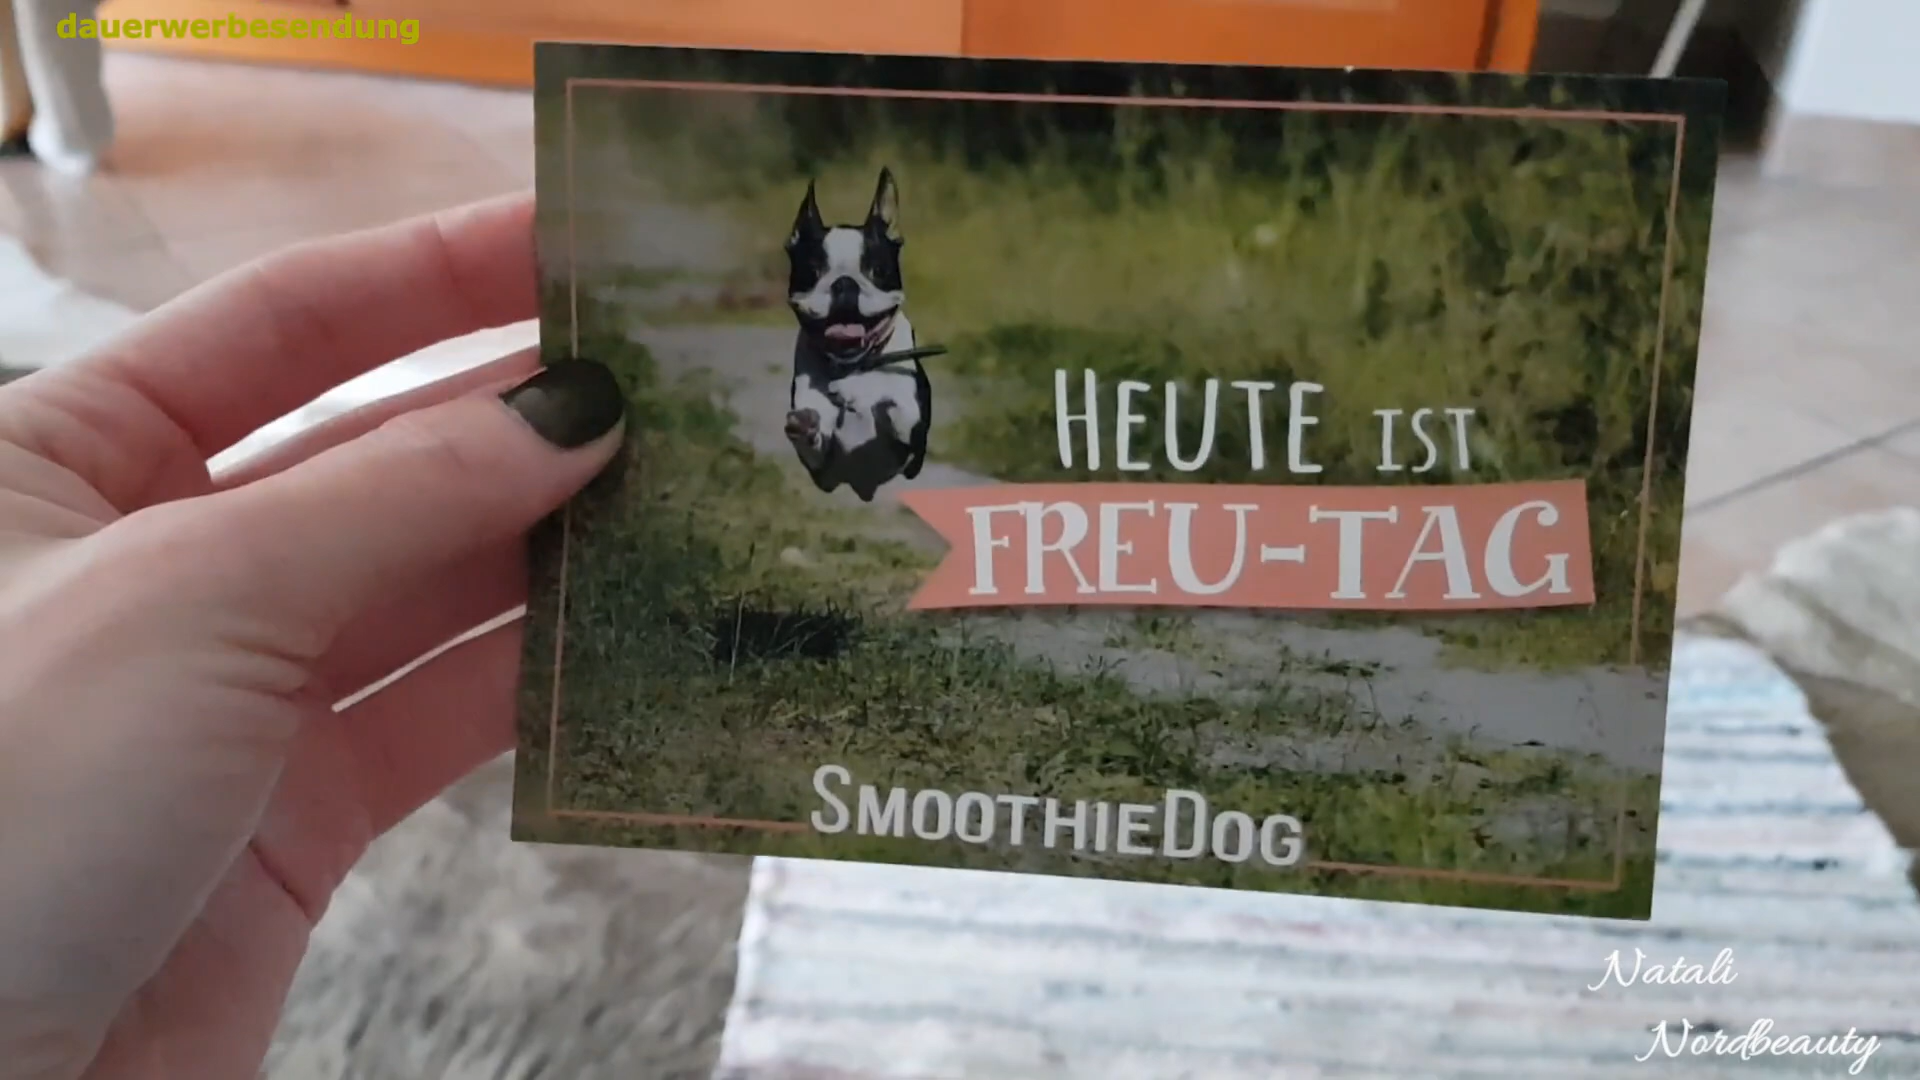 dauerwerbesendung
HEUTE IST
FREU-TAG
SMOOTHIEDOG
Natali
Nordbeauty